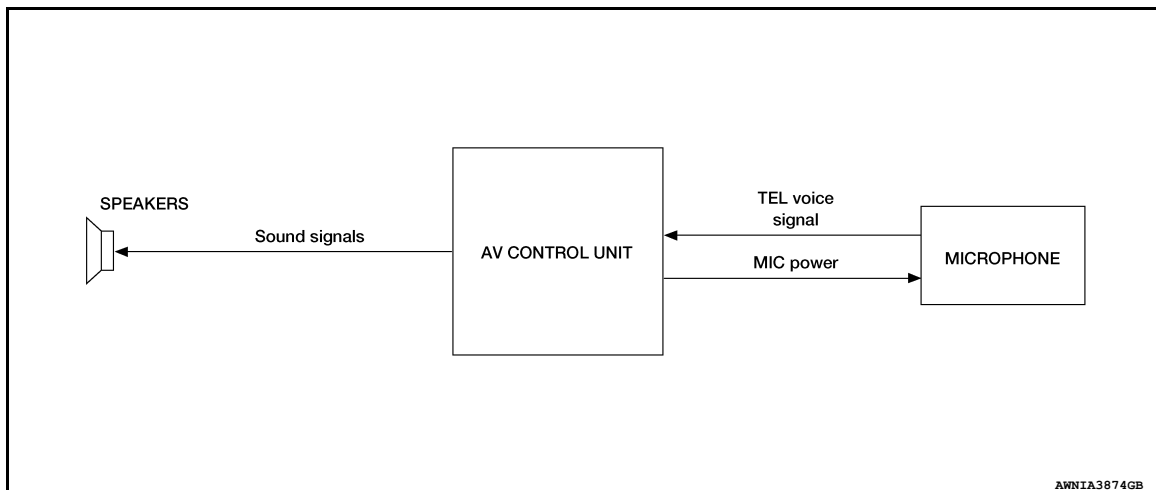 SPEAKERS
Sound signals
AV CONTROL UNIT
TEL voice
signal
MIC power
MICROPHONE
AWNIA3874GB